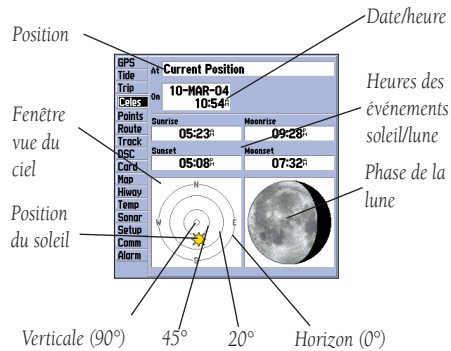 Position
Date/heure
Fenêtre
vue du
ciel
Position
du soleil
Heures des
événements
soleil/lune
Phase de la
lune
GPS
Tide
Trip
Celes
Points
Route
Track
DSC
Card
Map
Hiway
Temp
Sonar
Setup
Comm
Alarm
At Current Position
On 10-MAR-04
10:54
Sunrise Moonrise
05:23 09:28
Sunset Moonset
05:08 07:32
N
W E
S
Verticale (90°) 45° 20° Horizon (0°)